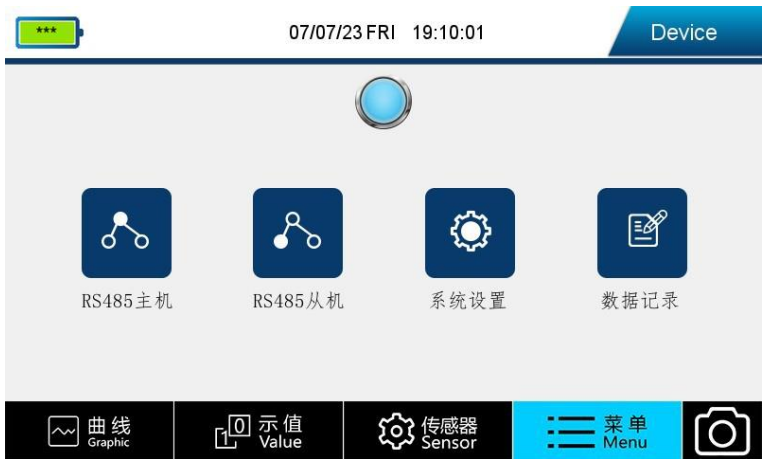 ***
07/07/23 FRI 19:10:01
Device
RS485主机
RS485从机
系统设置
数据记录
曲线
Graphic
1 0
示值
Value
传感器
Sensor
菜单
Menu